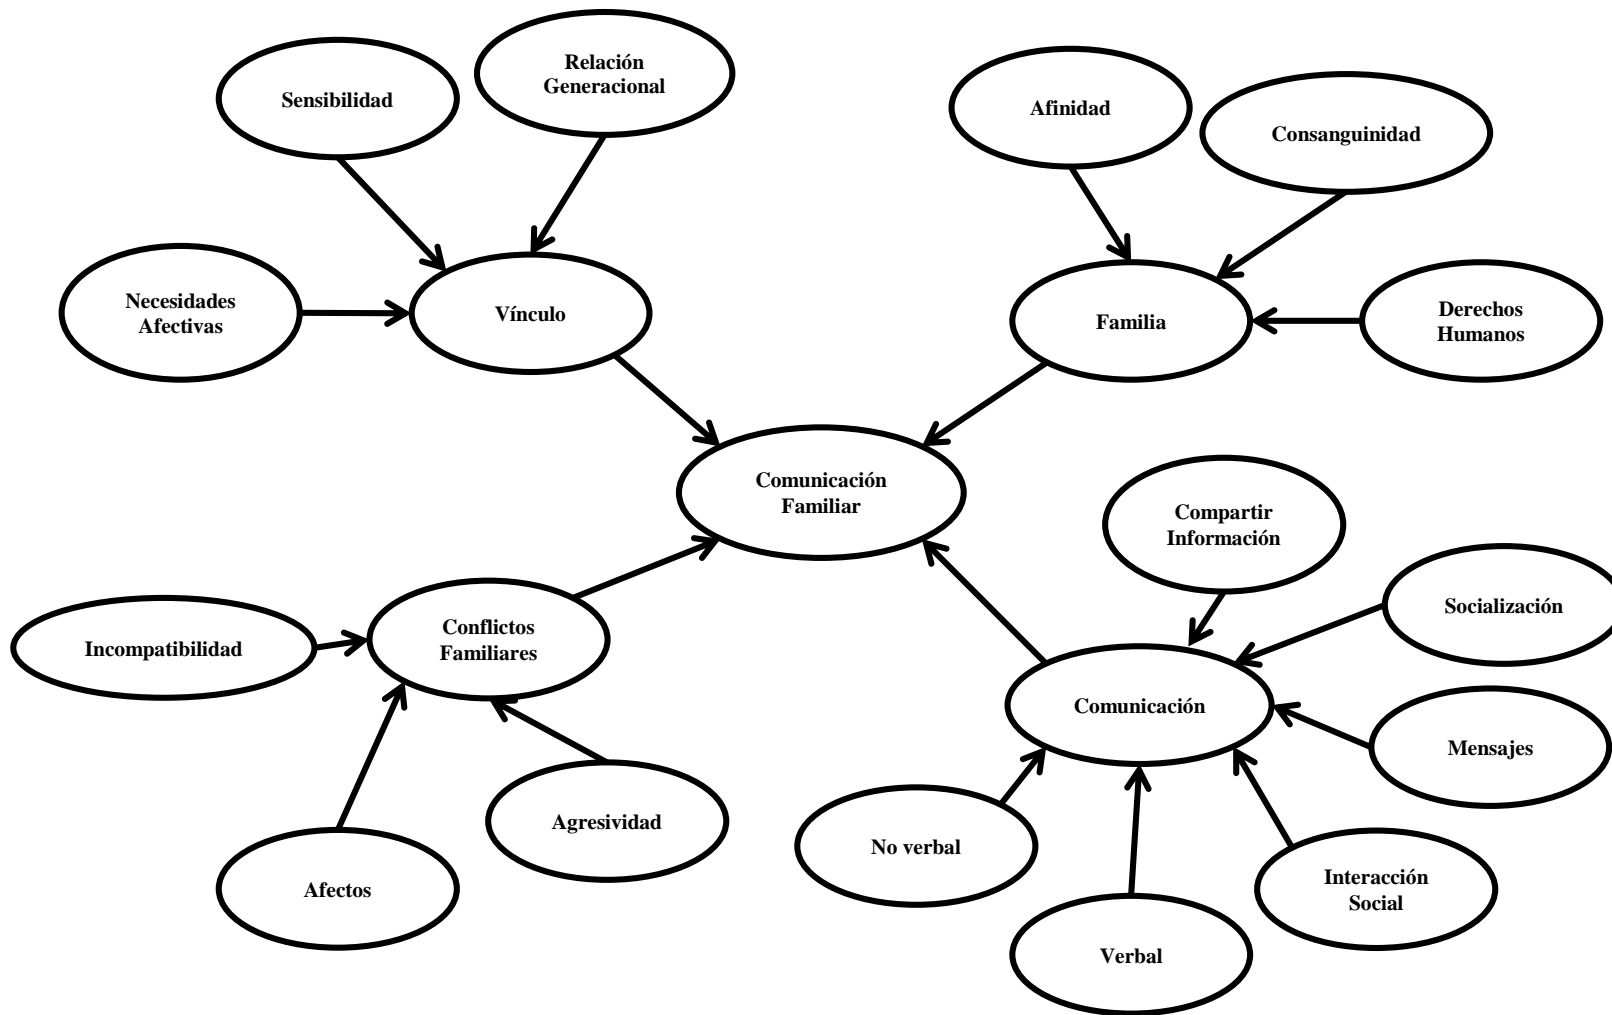 Relación
Generacional
Sensibilidad
Afinidad
Consanguinidad
Necesidades
Afectivas
Vínculo
Familia
Derechos
Humanos
Comunicación
Familiar
Compartir
Información
Socialización
Conflictos
Familiares
Incompatibilidad
Comunicación
Mensajes
Agresividad
No verbal
Afectos
Interacción
Social
Verbal